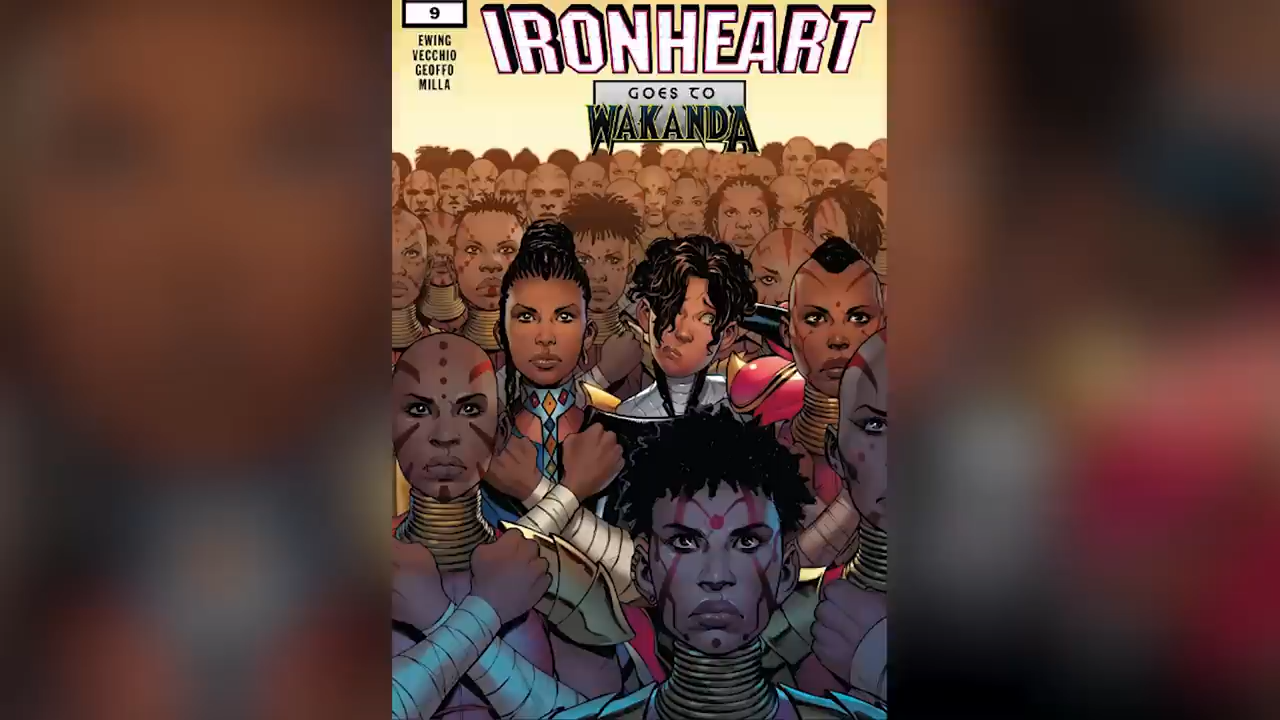 9
EWING
VECCHIO
GEOFFO
MILLA
IRONHEART
GOES TO
WAKANDA